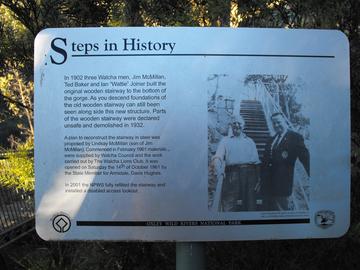 Steps in History
In 1902 three Watcha men, Jim McMillan,
Ted Baker and Ian "Wattie" Joiner built the
original wooden stairway to the bottom of
the gorge. As you descend foundations of
the old wooden stairway can still been
seen along side this new structure. Parts
of the wooden stairway were declared
unsafe and demolished in 1932.
A plan to reconstruct the stairway in steel was
proposed by Lindsay McMillan (son of Jim
McMillan). Commenced in February 1961 materials
were supplied by Walcha Council and the work
carried out by The Walcha Lions Club. It was
opened on Saturday the 14th of October 1961 by
the State Member for Armidale, Davis Hughes.
In 2001 the NPWS fully refitted the stairway and
installed a disabled access lookout.
OXLEY WILD RIVERS NATIONAL PARK